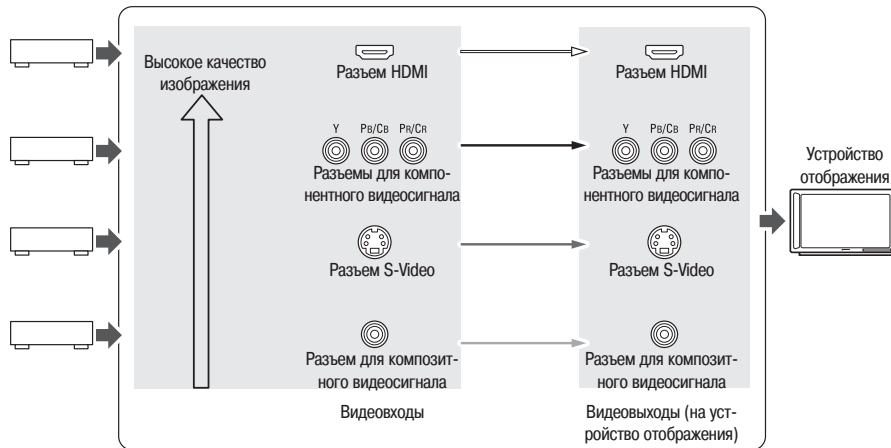 Высокое качество
изображения
Разъем HDMI
Разъем HDMI
Y PB/CB PR/CR
Y PB/CB PR/CR
Разъемы для компо-
нентного видеосигнала
Разъемы для компо-
нентного видеосигнала
Устройство
отображения
Разъем S-Video
Разъем S-Video
Разъем для композит-
ного видеосигнала
Разъем для композит-
ного видеосигнала
Видеовходы
Видеовыходы (на уст-
ройство отображения)